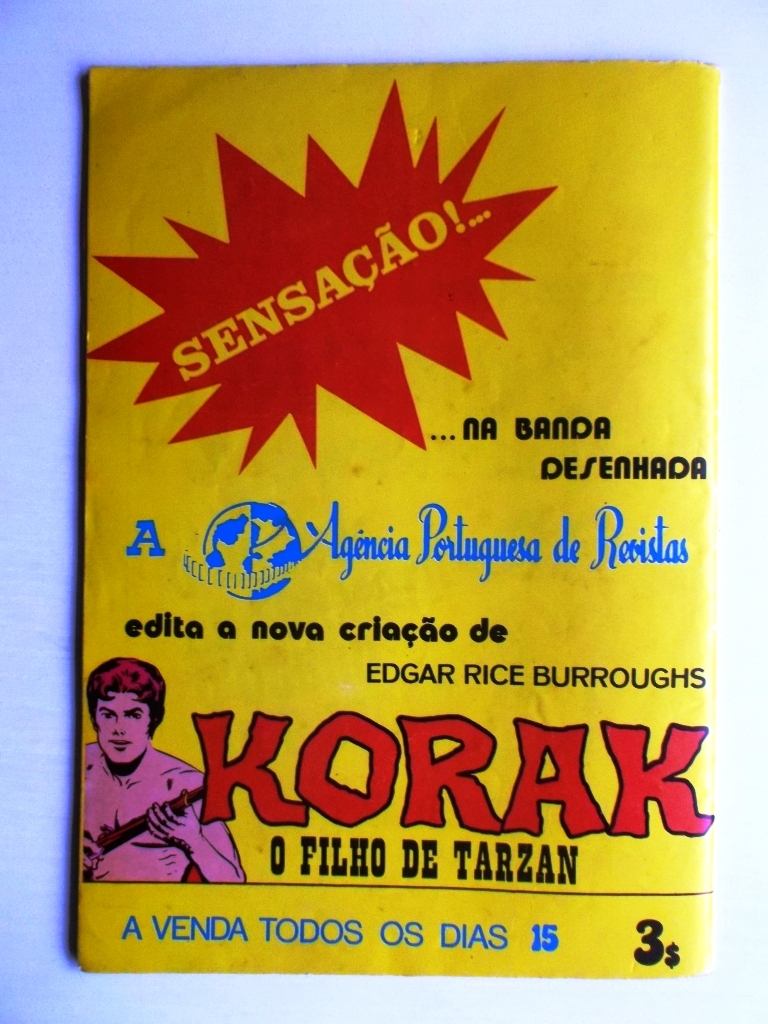 SENSAÇÃO!...
...NA BANDA
DESENHADA
A AP Agência Portuguesa de Revistas
edita a nova criação de
EDGAR RICE BURROUGHS
KORAK
O FILHO DE TARZAN
A VENDA TODOS OS DIAS 15
3$